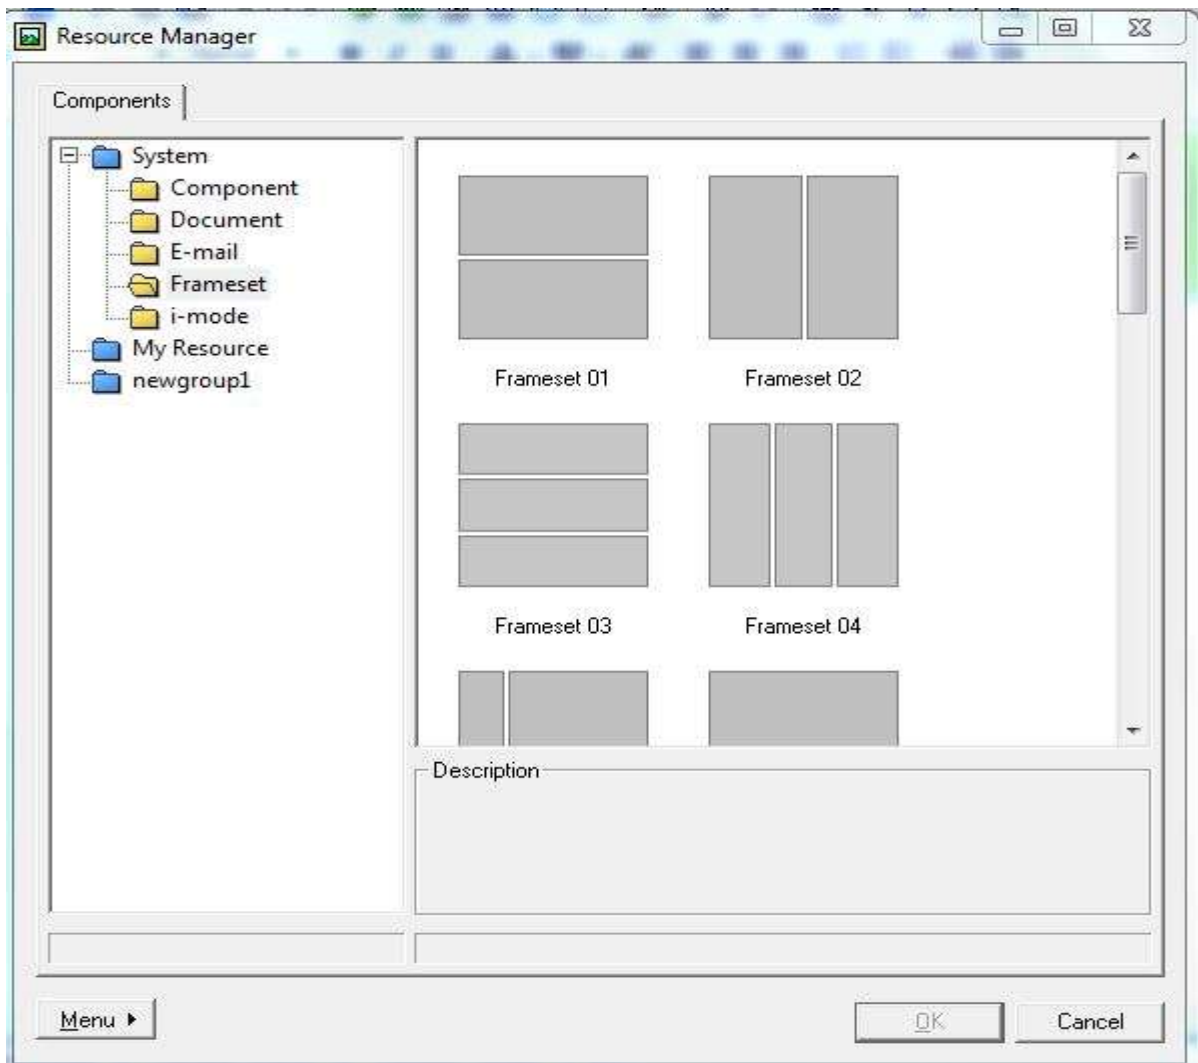 Resource Manager
Components
System
Component
Document
E-mail
Frameset
i-mode
My Resource
newgroup1
Frameset 01
Frameset 02
Frameset 03
Frameset 04
Description
Menu
OK
Cancel